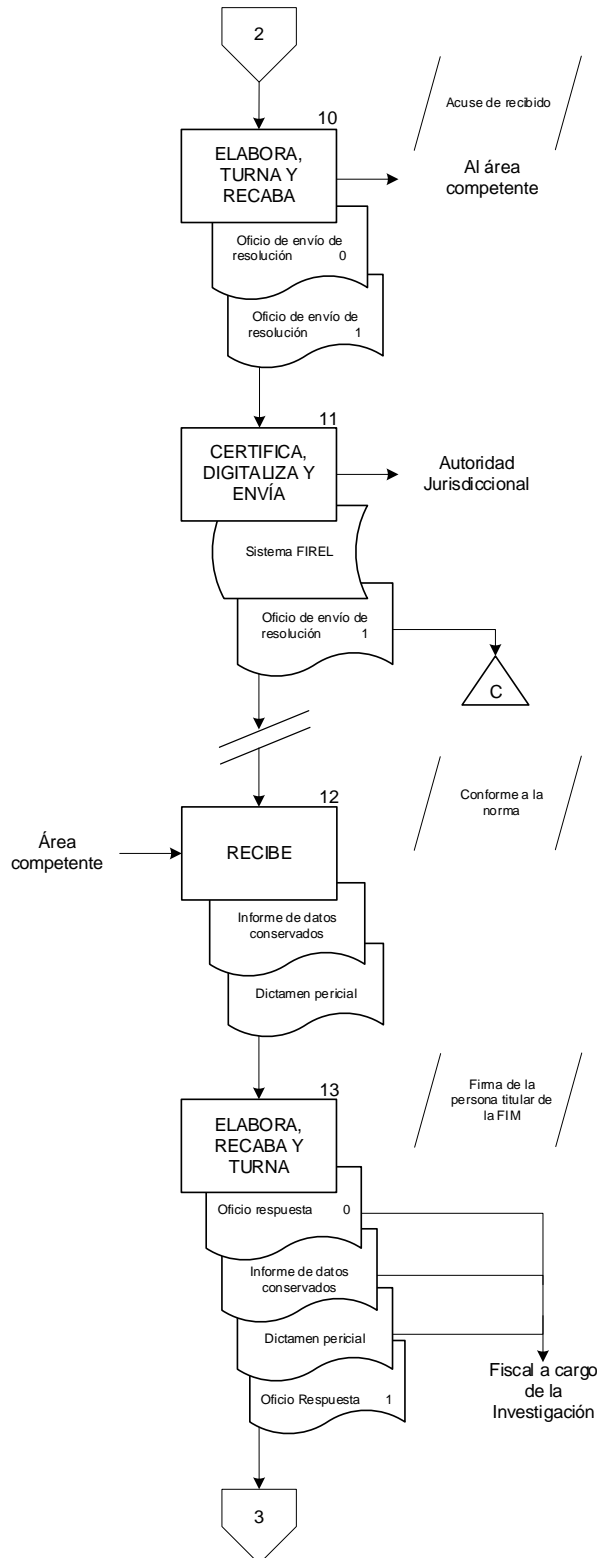 2
10
Acuse de recibido
ELABORA,
TURNA Y
RECABA
Al área
competente
Oficio de envío de
resolución 0
Oficio de envío de
resolución 1
11
CERTIFICA,
DIGITALIZA Y
ENVÍA
Autoridad
Jurisdiccional
Sistema FIREL
Oficio de envío de
resolución 1
C
12
Conforme a la
norma
Área
competente
RECIBE
Informe de datos
conservados
Dictamen pericial
13
Firma de la
persona titular de
la FIM
ELABORA,
RECABA Y
TURNA
Oficio respuesta 0
Informe de datos
conservados
Dictamen pericial
Oficio Respuesta 1
Fiscal a cargo
de la
Investigación
3